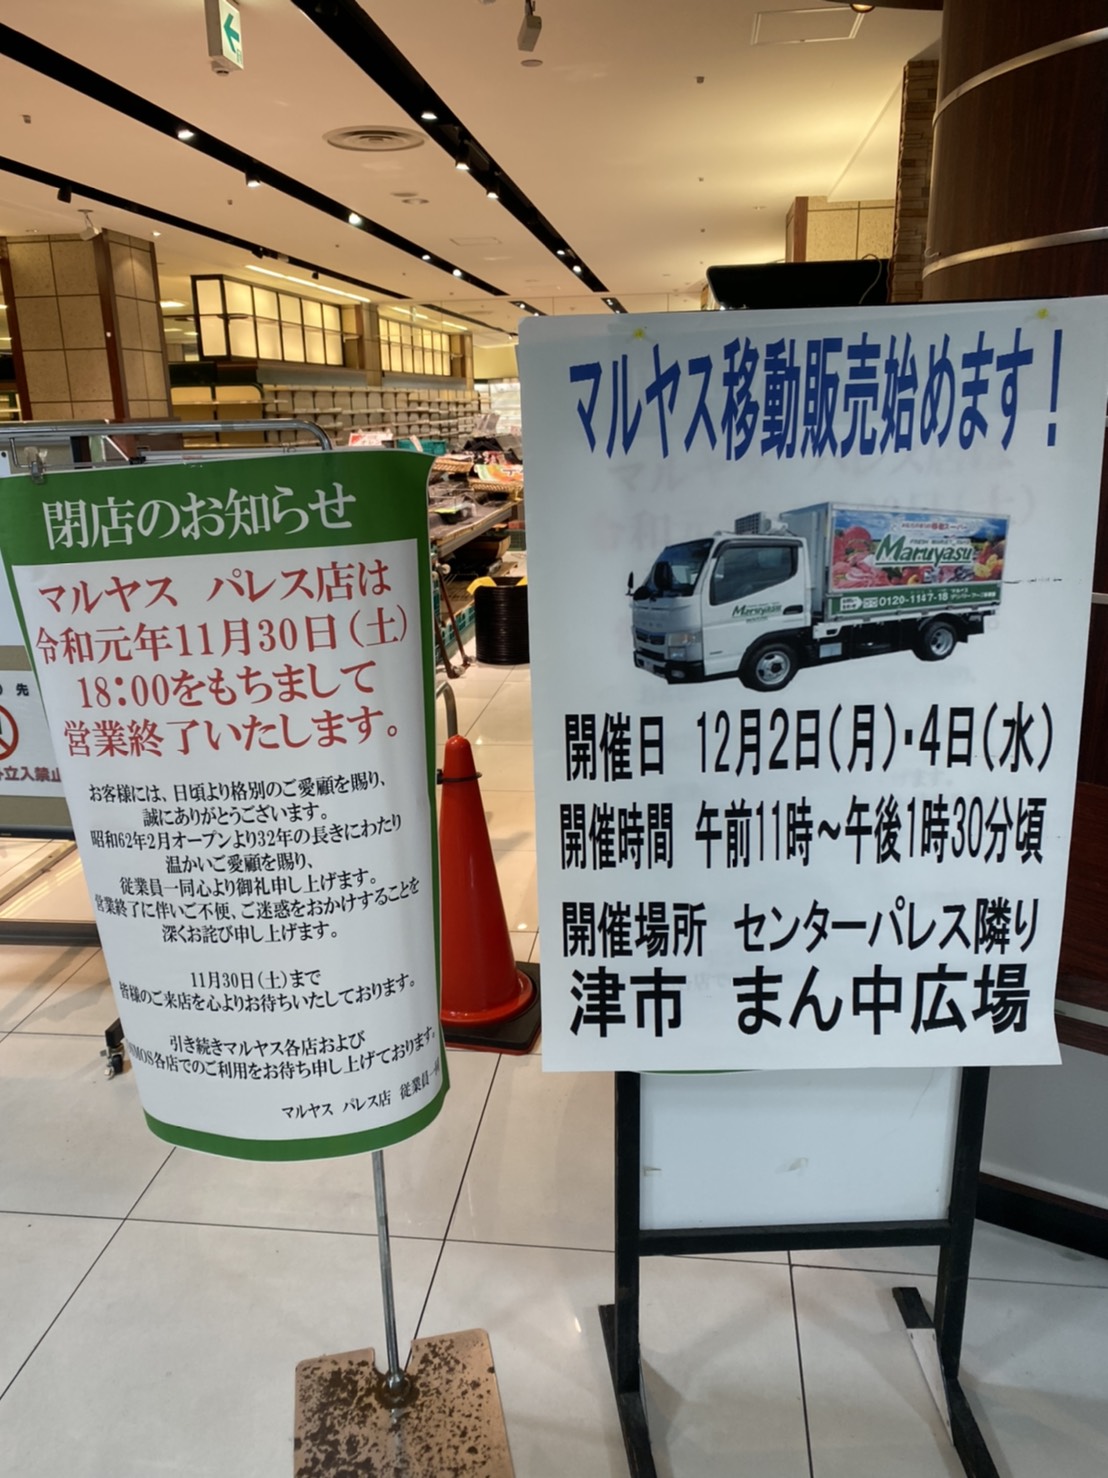 閉店のお知らせ
マルヤス パレス店は
令和元年11月30日(土)
18:00をもちまして
営業終了いたします。
お客様には、日頃より格別のご愛顧を賜り、
誠にありがとうございます。
昭和62年2月オープンより32年の長きにわたり
温かいご愛顧を賜り、
従業員一同心より御礼申し上げます。
営業終了に伴いご不便、ご迷惑をおかけすることを
深くお詫び申し上げます。
11月30日(土)まで
皆様のご来店を心よりお待ちいたしております。
引き続きマルヤス各店および
各店でのご利用をお待ち申し上げております。
マルヤス パレス店 従業員一
マルヤス移動販売始めます!
Maruyasu
0120-1147-18
Maruyasu
開催日 12月2日(月)・4日(水)
開催時間 午前11時~午後1時30分頃
開催場所 センターパレス隣り
津市 まん中広場
先
立入禁止